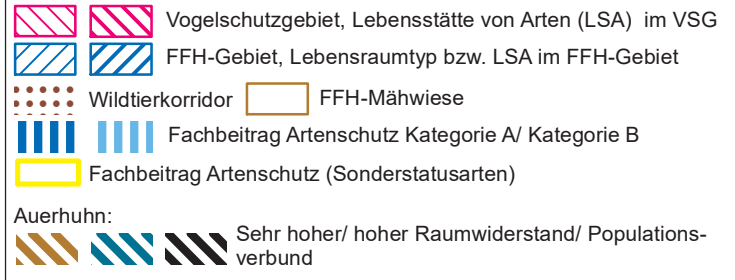 Vogelschutzgebiet, Lebensstätte von Arten (LSA) im VSG
FFH-Gebiet, Lebensraumtyp bzw. LSA im FFH-Gebiet
Wildtierkorridor FFH-Mähwiese
Fachbeitrag Artenschutz Kategorie A/ Kategorie B
Fachbeitrag Artenschutz (Sonderstatusarten)
Auerhuhn:
Sehr hoher/ hoher Raumwiderstand/ Populations-
verbund